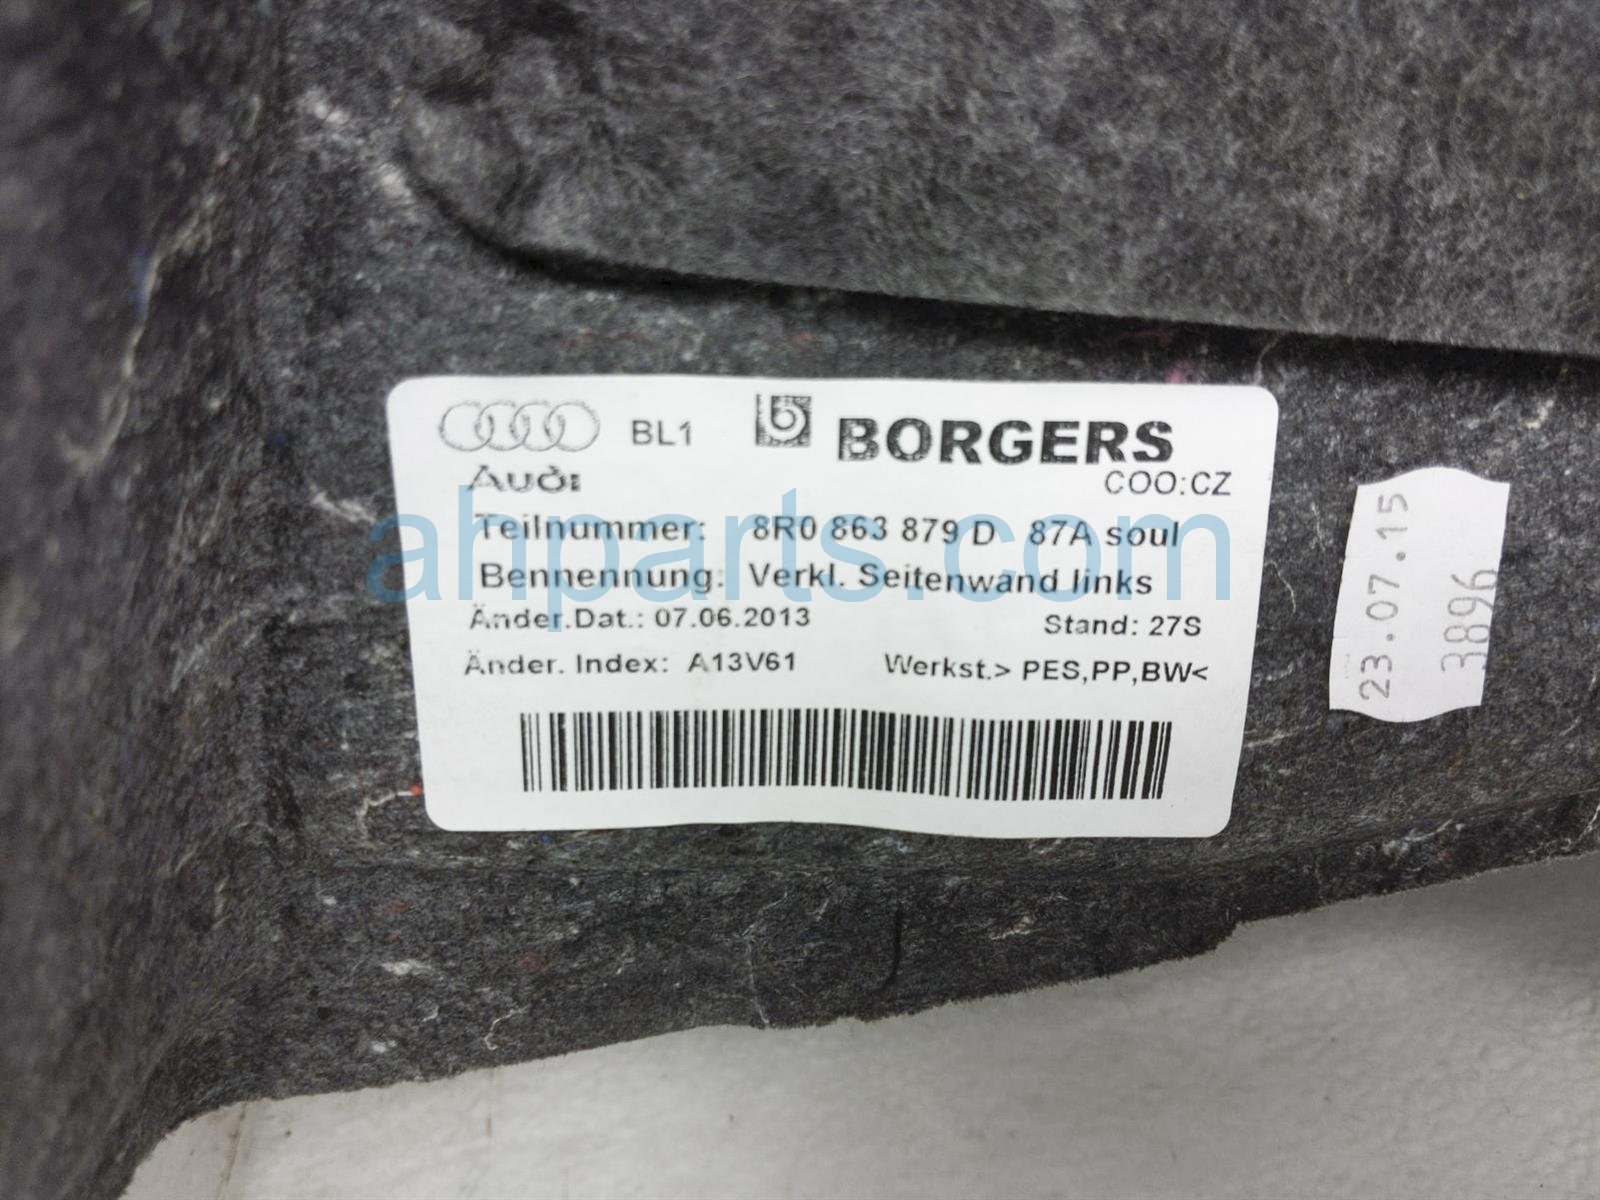 BL1 BORGERS
Audi COO:CZ
Teilnummer: 8R0 863 879 D 87A soul
Bennennung: Verkl. Seitenwand links
Änder.Dat.: 07.06.2013 Stand: 27S
Änder. Index: A13V61 Werkst.> PES,PP,BW<
23.07.15
3896
ahparts.com